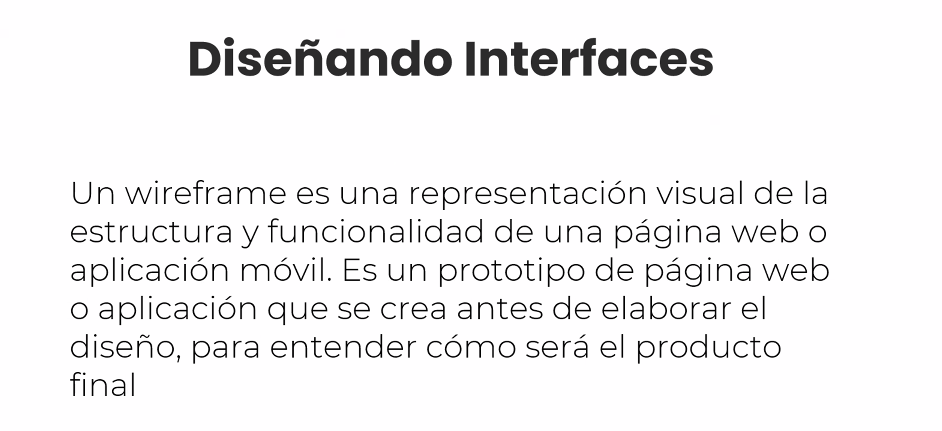 Diseñando Interfaces
Un wireframe es una representación visual de la
estructura y funcionalidad de una página web o
aplicación móvil. Es un prototipo de página web
o aplicación que se crea antes de elaborar el
diseño, para entender cómo será el producto
final